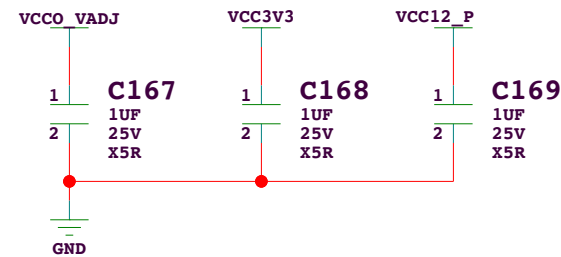 VCCO_VADJ
VCC3V3
VCC12_P
1
C167
1UF
2
25V
X5R
1
C168
1UF
2
25V
X5R
1
C169
1UF
2
25V
X5R
GND